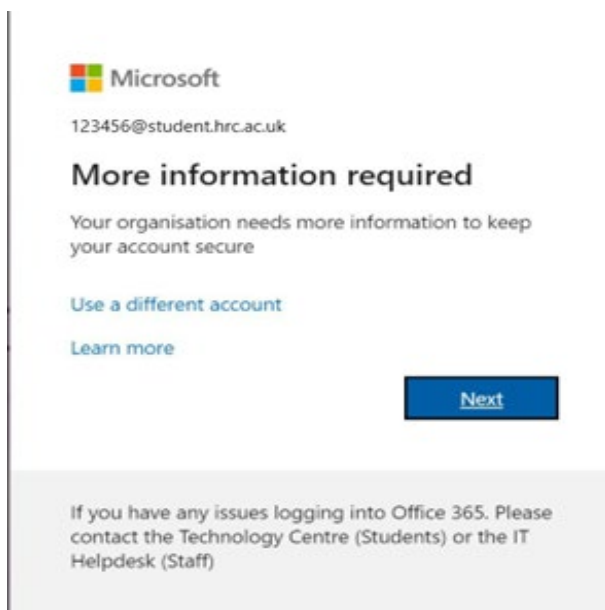 Microsoft
123456@student.hrc.ac.uk
More information required
Your organisation needs more information to keep
your account secure
Use a different account
Learn more
Next
If you have any issues logging into Office 365. Please
contact the Technology Centre (Students) or the IT
Helpdesk (Staff)